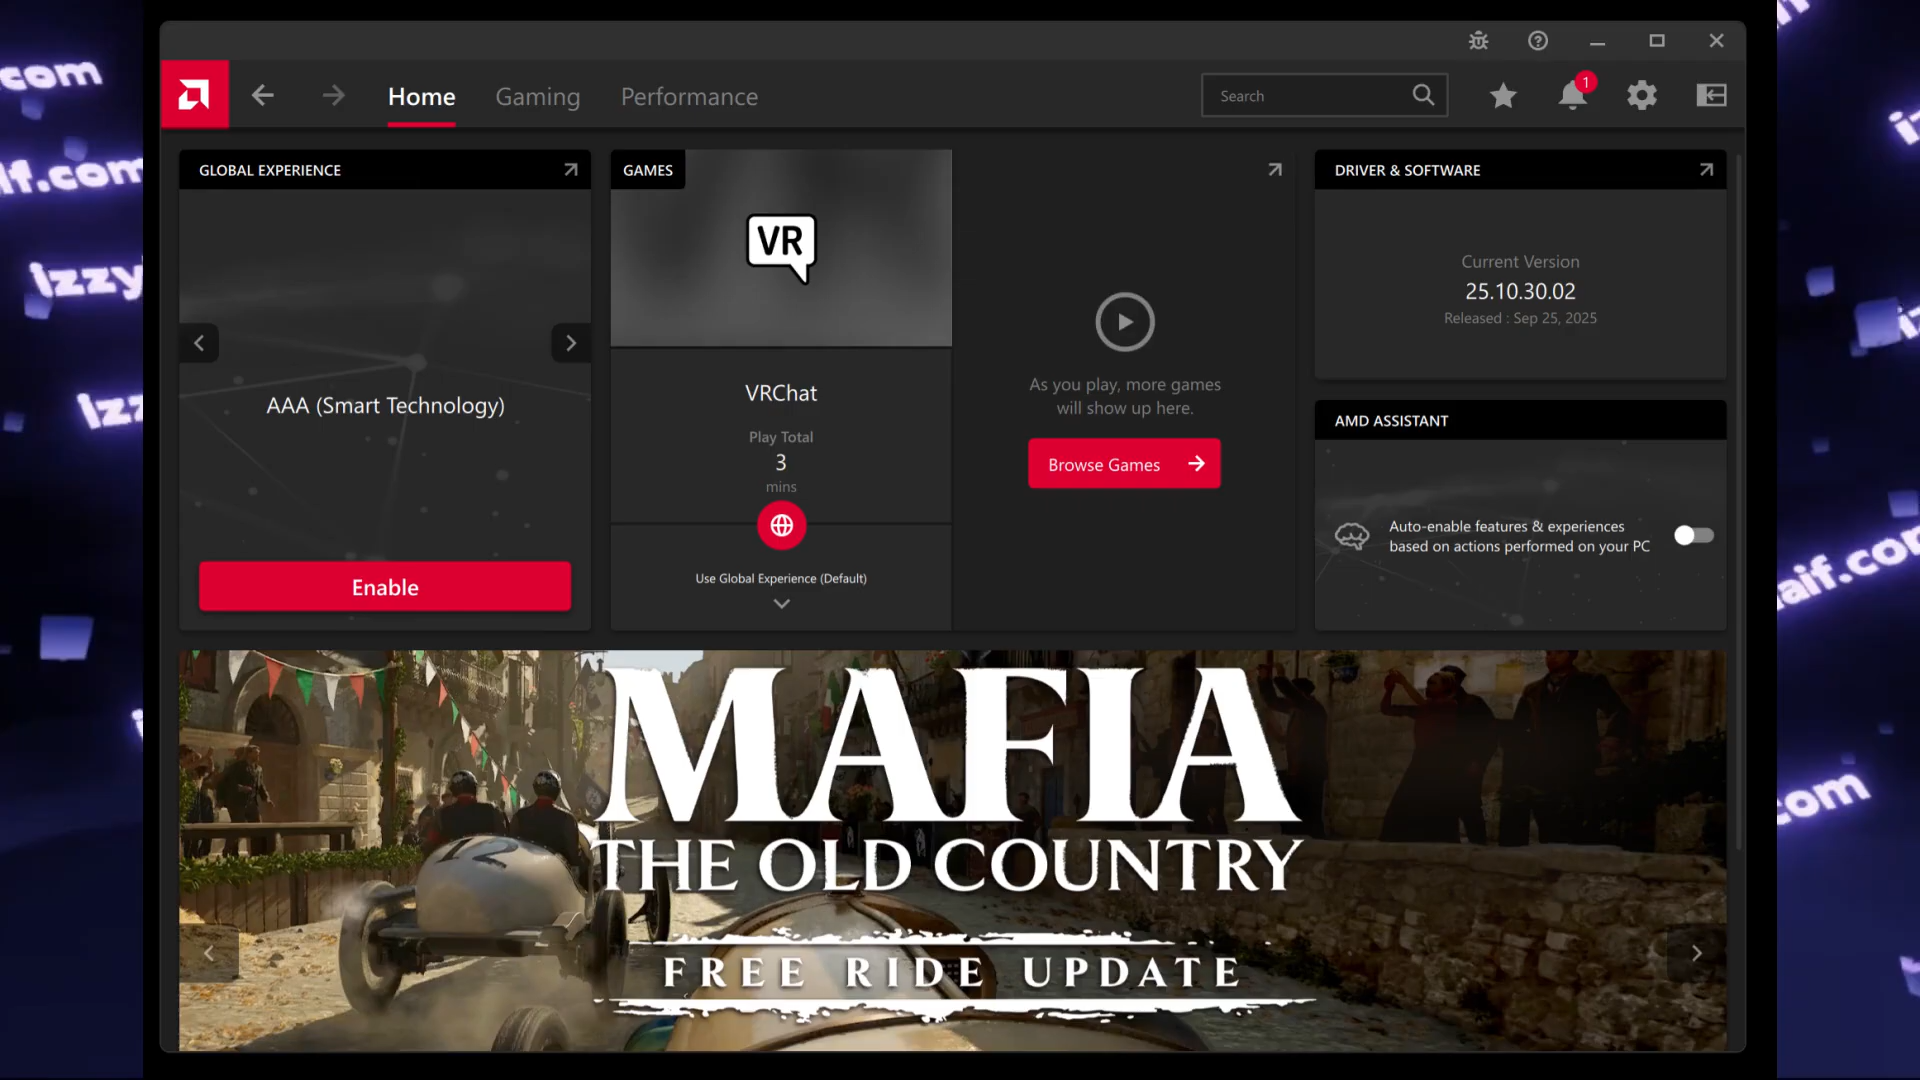 Home
Gaming
Performance
Search
1
GLOBAL EXPERIENCE
AAA (Smart Technology)
Enable
GAMES
VR
VRChat
Play Total
3
mins
Use Global Experience (Default)
As you play, more games
will show up here.
Browse Games
DRIVER & SOFTWARE
Current Version
25.10.30.02
Released : Sep 25, 2025
AMD ASSISTANT
Auto-enable features & experiences
based on actions performed on your PC
MAFIA
THE OLD COUNTRY
FREE RIDE UPDATE
12
.com